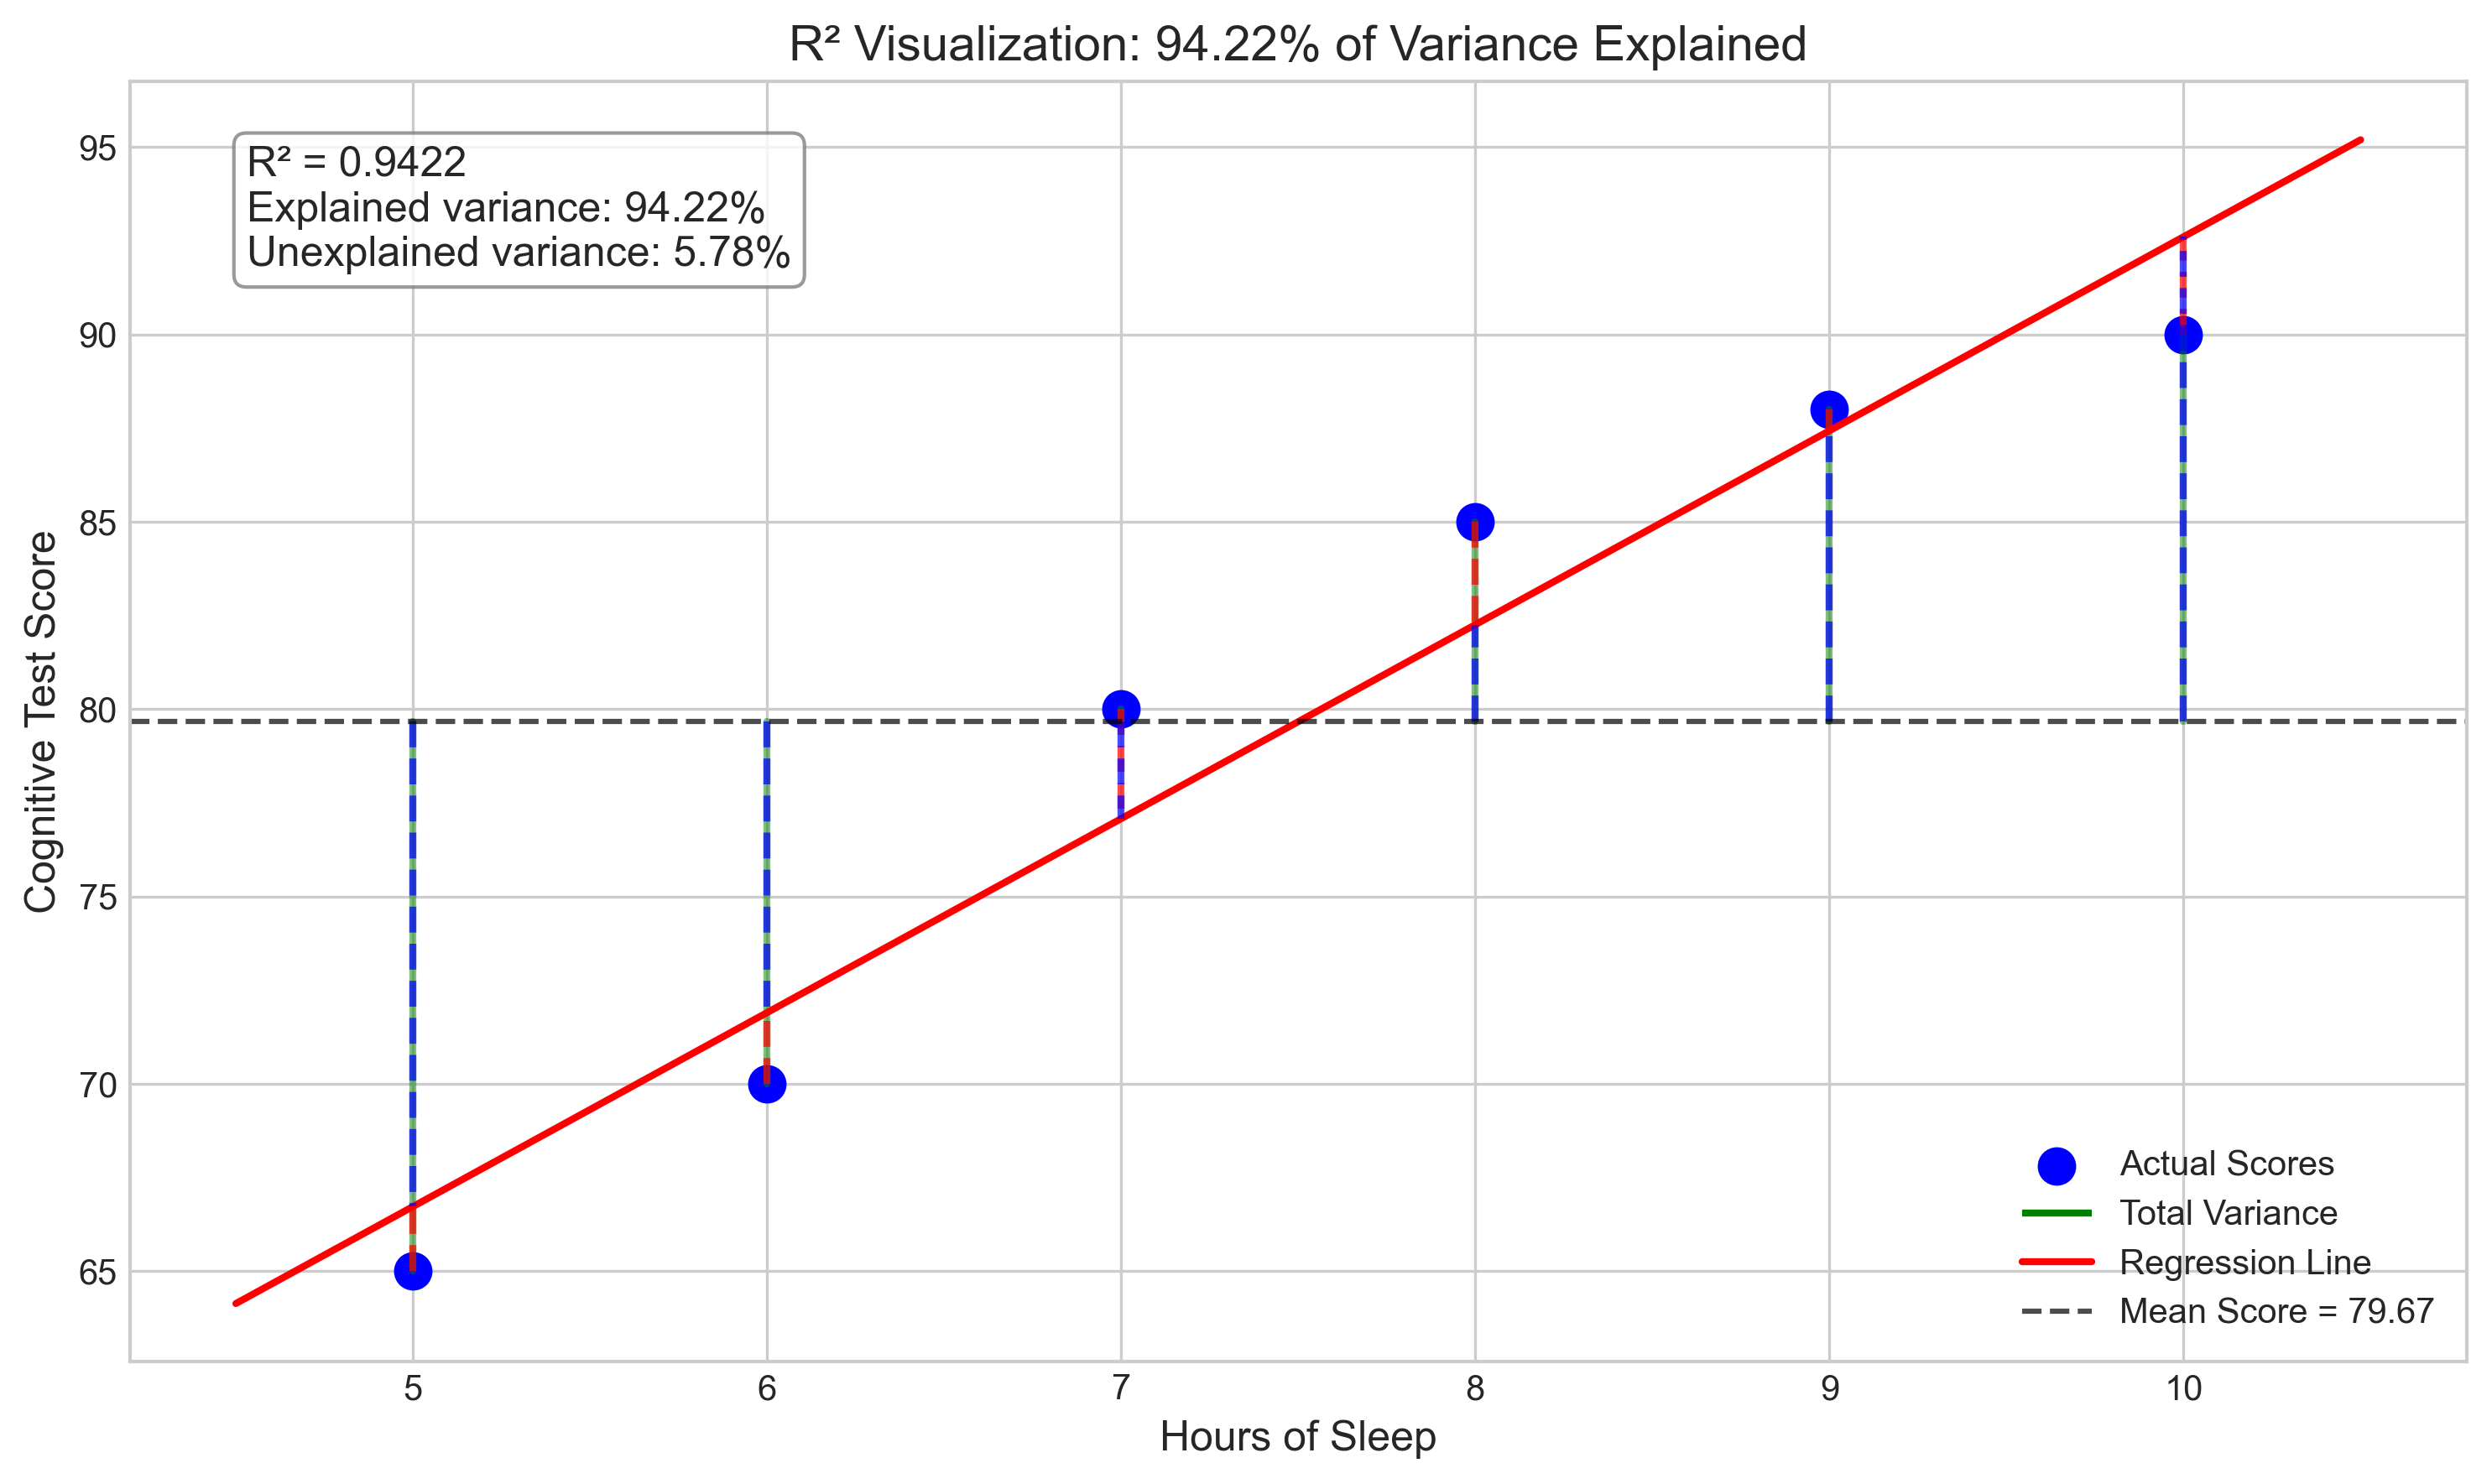 R² Visualization: 94.22% of Variance Explained
R² = 0.9422
Explained variance: 94.22%
Unexplained variance: 5.78%
Cognitive Test Score
95
90
85
80
75
70
65
5 6 7 8 9 10
Hours of Sleep
Actual Scores
Total Variance
Regression Line
Mean Score = 79.67